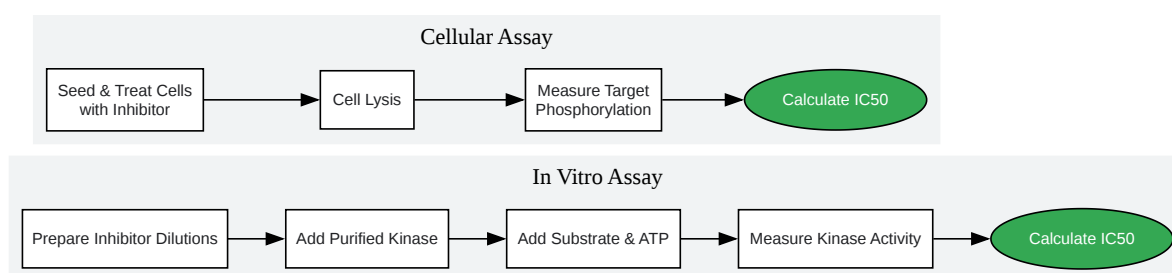 Cellular Assay
Seed & Treat Cells
with Inhibitor
Cell Lysis
Measure Target
Phosphorylation
Calculate IC50
In Vitro Assay
Prepare Inhibitor Dilutions
Add Purified Kinase
Add Substrate & ATP
Measure Kinase Activity
Calculate IC50